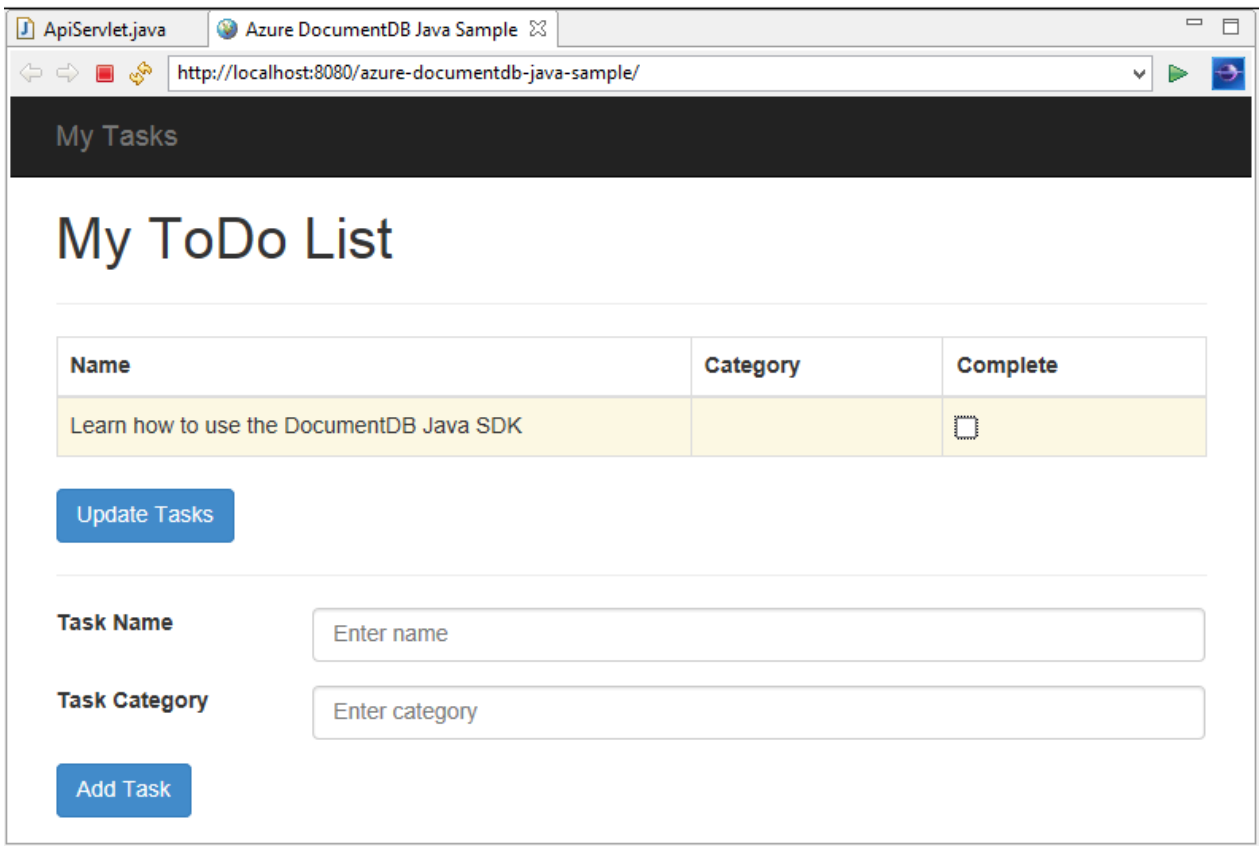 ApiServlet.java Azure DocumentDB Java Sample
http://localhost:8080/azure-documentdb-java-sample/
My Tasks
My ToDo List
Name Category Complete
Learn how to use the DocumentDB Java SDK
Update Tasks
Task Name Enter name
Task Category Enter category
Add Task